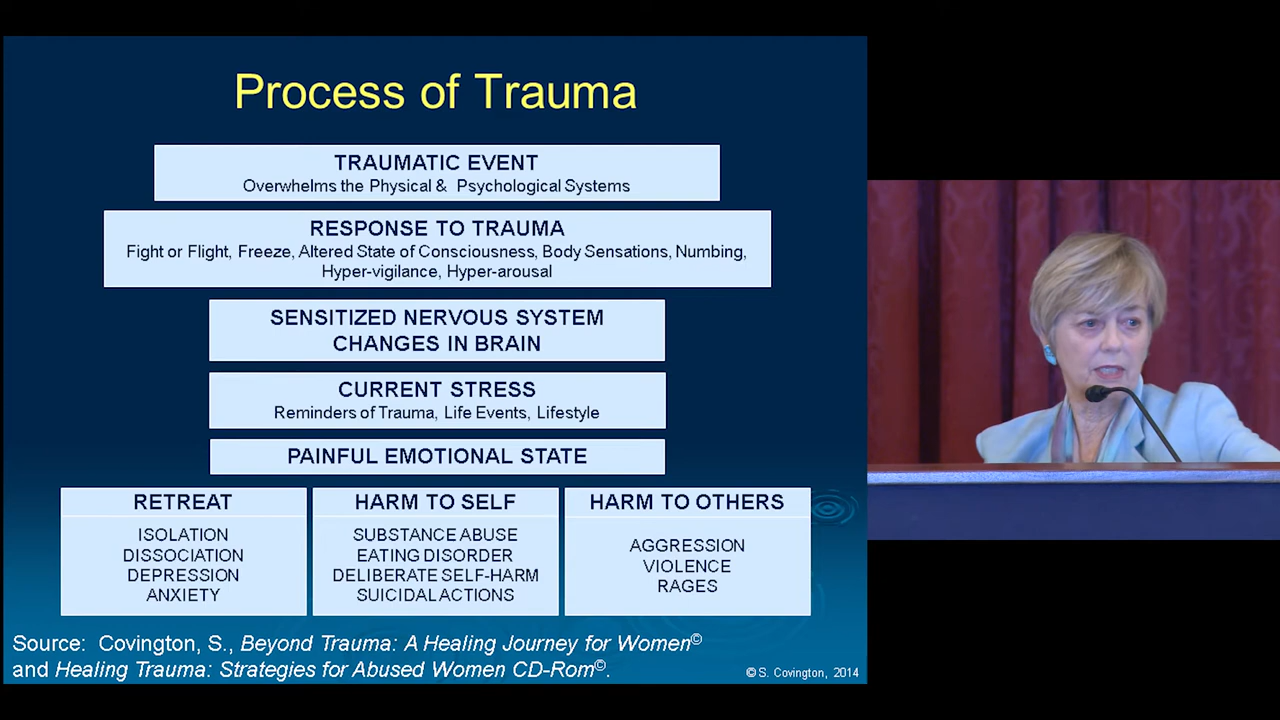 Process of Trauma
TRAUMATIC EVENT
Overwhelms the Physical & Psychological Systems
RESPONSE TO TRAUMA
Fight or Flight, Freeze, Altered State of Consciousness, Body Sensations, Numbing,
Hyper-vigilance, Hyper-arousal
SENSITIZED NERVOUS SYSTEM
CHANGES IN BRAIN
CURRENT STRESS
Reminders of Trauma, Life Events, Lifestyle
PAINFUL EMOTIONAL STATE
RETREAT
ISOLATION
DISSOCIATION
DEPRESSION
ANXIETY
HARM TO SELF
SUBSTANCE ABUSE
EATING DISORDER
DELIBERATE SELF-HARM
SUICIDAL ACTIONS
HARM TO OTHERS
AGGRESSION
VIOLENCE
RAGES
Source: Covington, S., Beyond Trauma: A Healing Journey for Women©
and Healing Trauma: Strategies for Abused Women CD-Rom©.
© S. Covington, 2014